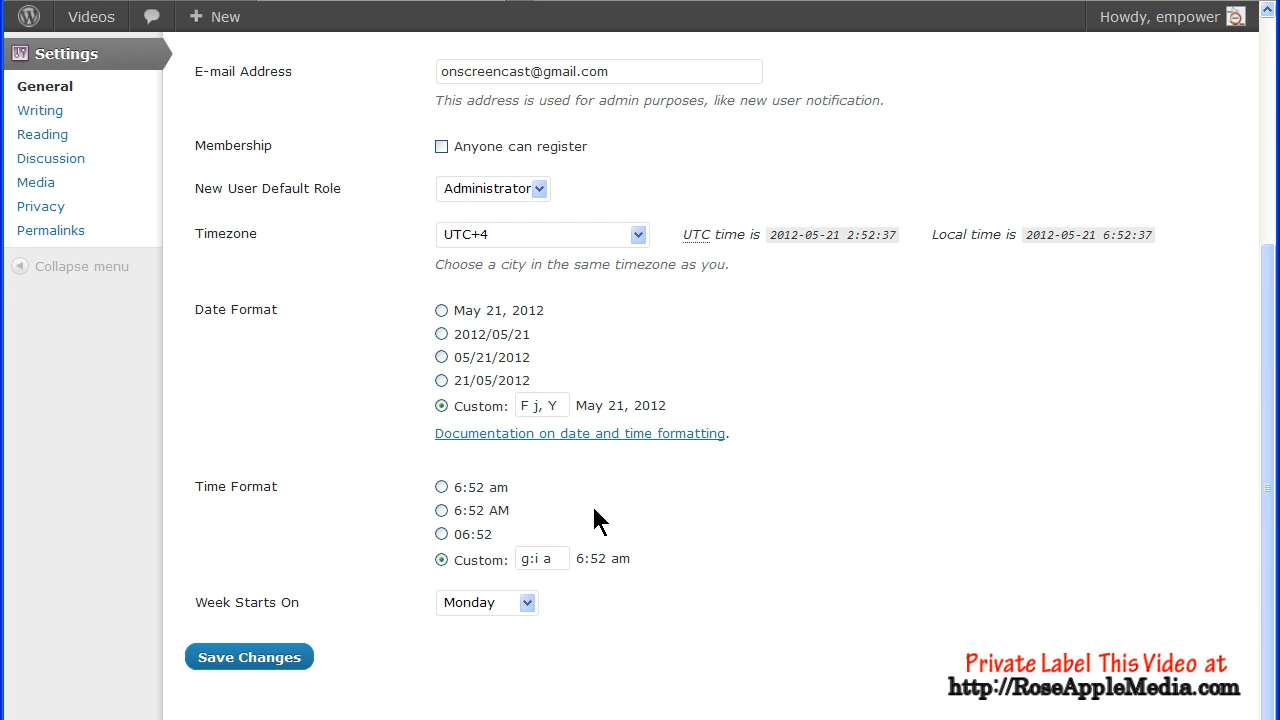 Videos New Howdy, empower
Settings
General
Writing
Reading
Discussion
Media
Privacy
Permalinks
Collapse menu
E-mail Address onscreencast@gmail.com
This address is used for admin purposes, like new user notification.
Membership Anyone can register
New User Default Role Administrator
Timezone UTC+4 UTC time is 2012-05-21 2:52:37 Local time is 2012-05-21 6:52:37
Choose a city in the same timezone as you.
Date Format May 21, 2012
2012/05/21
05/21/2012
21/05/2012
Custom: F j, Y May 21, 2012
Documentation on date and time formatting.
Time Format 6:52 am
6:52 AM
06:52
Custom: g:i a 6:52 am
Week Starts On Monday
Save Changes
Private Label This Video at
http://RoseAppleMedia.com